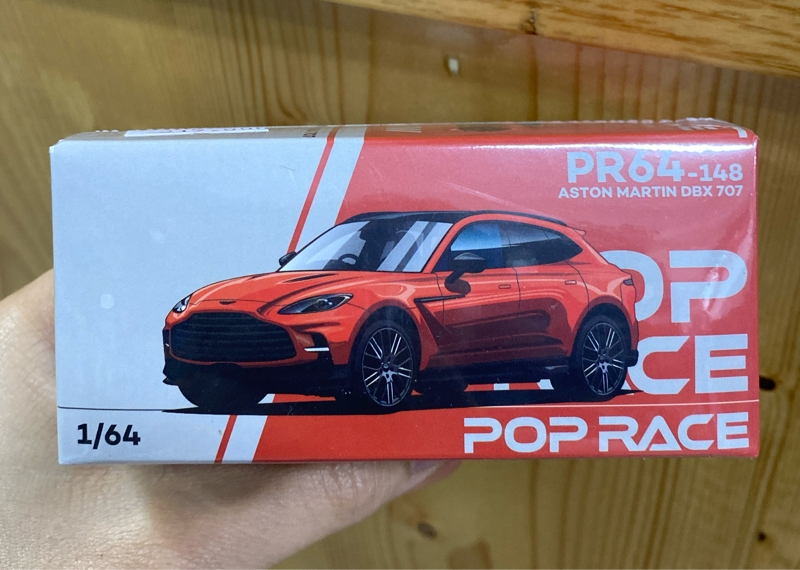 PR64-148
ASTON MARTIN DBX 707
POP
RACE
1/64
POP RACE